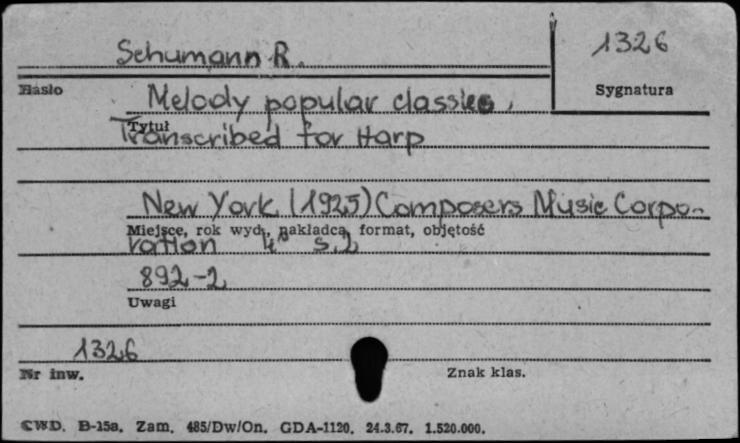 Schumann R.
1326
Hasło
Sygnatura
Melody popular classics,
Tytuł
Transcribed for Harp
New York (1925) Composers Music Corpo-
Miejsce, rok wyd., nakładca, format, objętość
ration 4° s. 2
892-2
Uwagi
1326
Nr inw.
Znak klas.
CWD. B-15a. Zam. 485/Dw/On. GDA-1120. 24.3.67. 1.520.000.